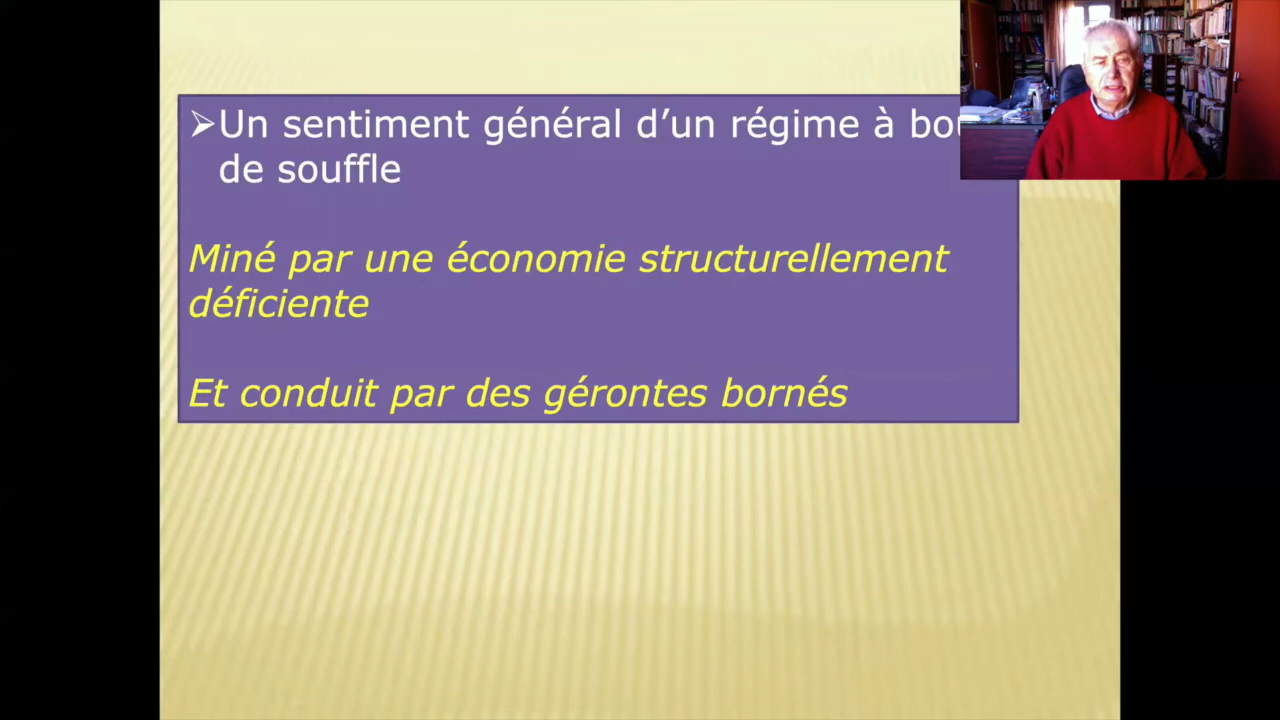 ➢Un sentiment général d’un régime à
de souffle
Miné par une économie structurellement
déficiente
Et conduit par des gérontes bornés